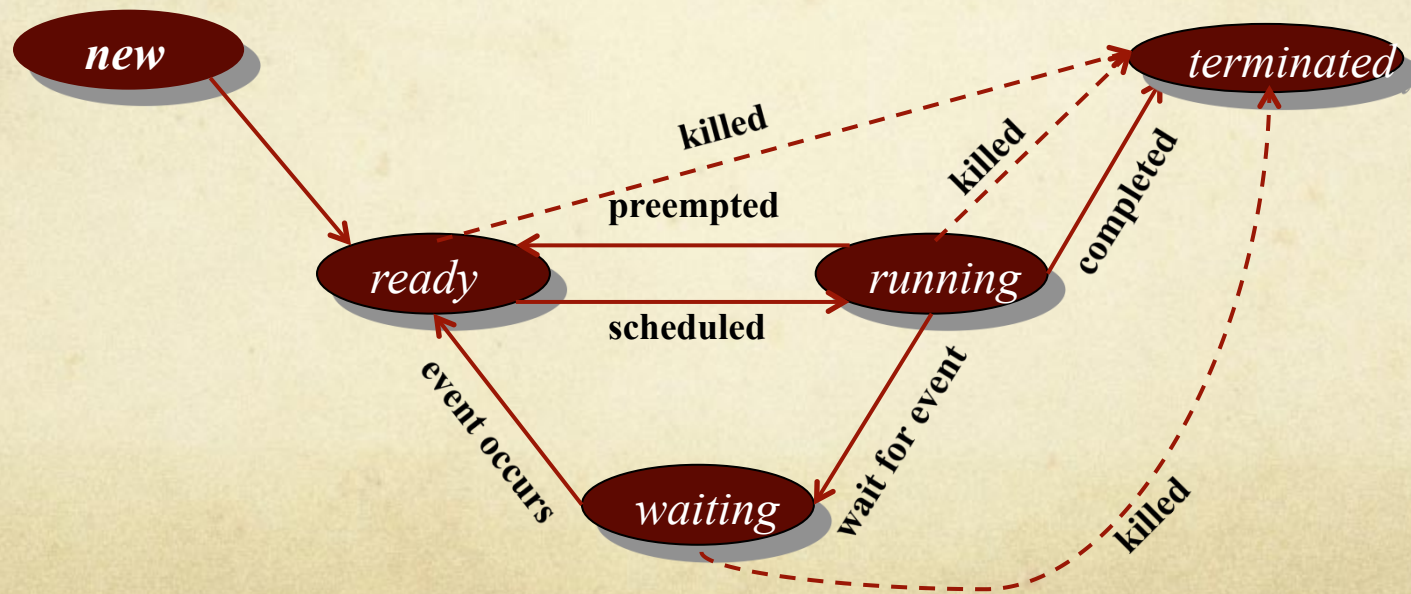 new
terminated
killed
killed
completed
preempted
ready
running
scheduled
event occurs
wait for event
waiting
killed